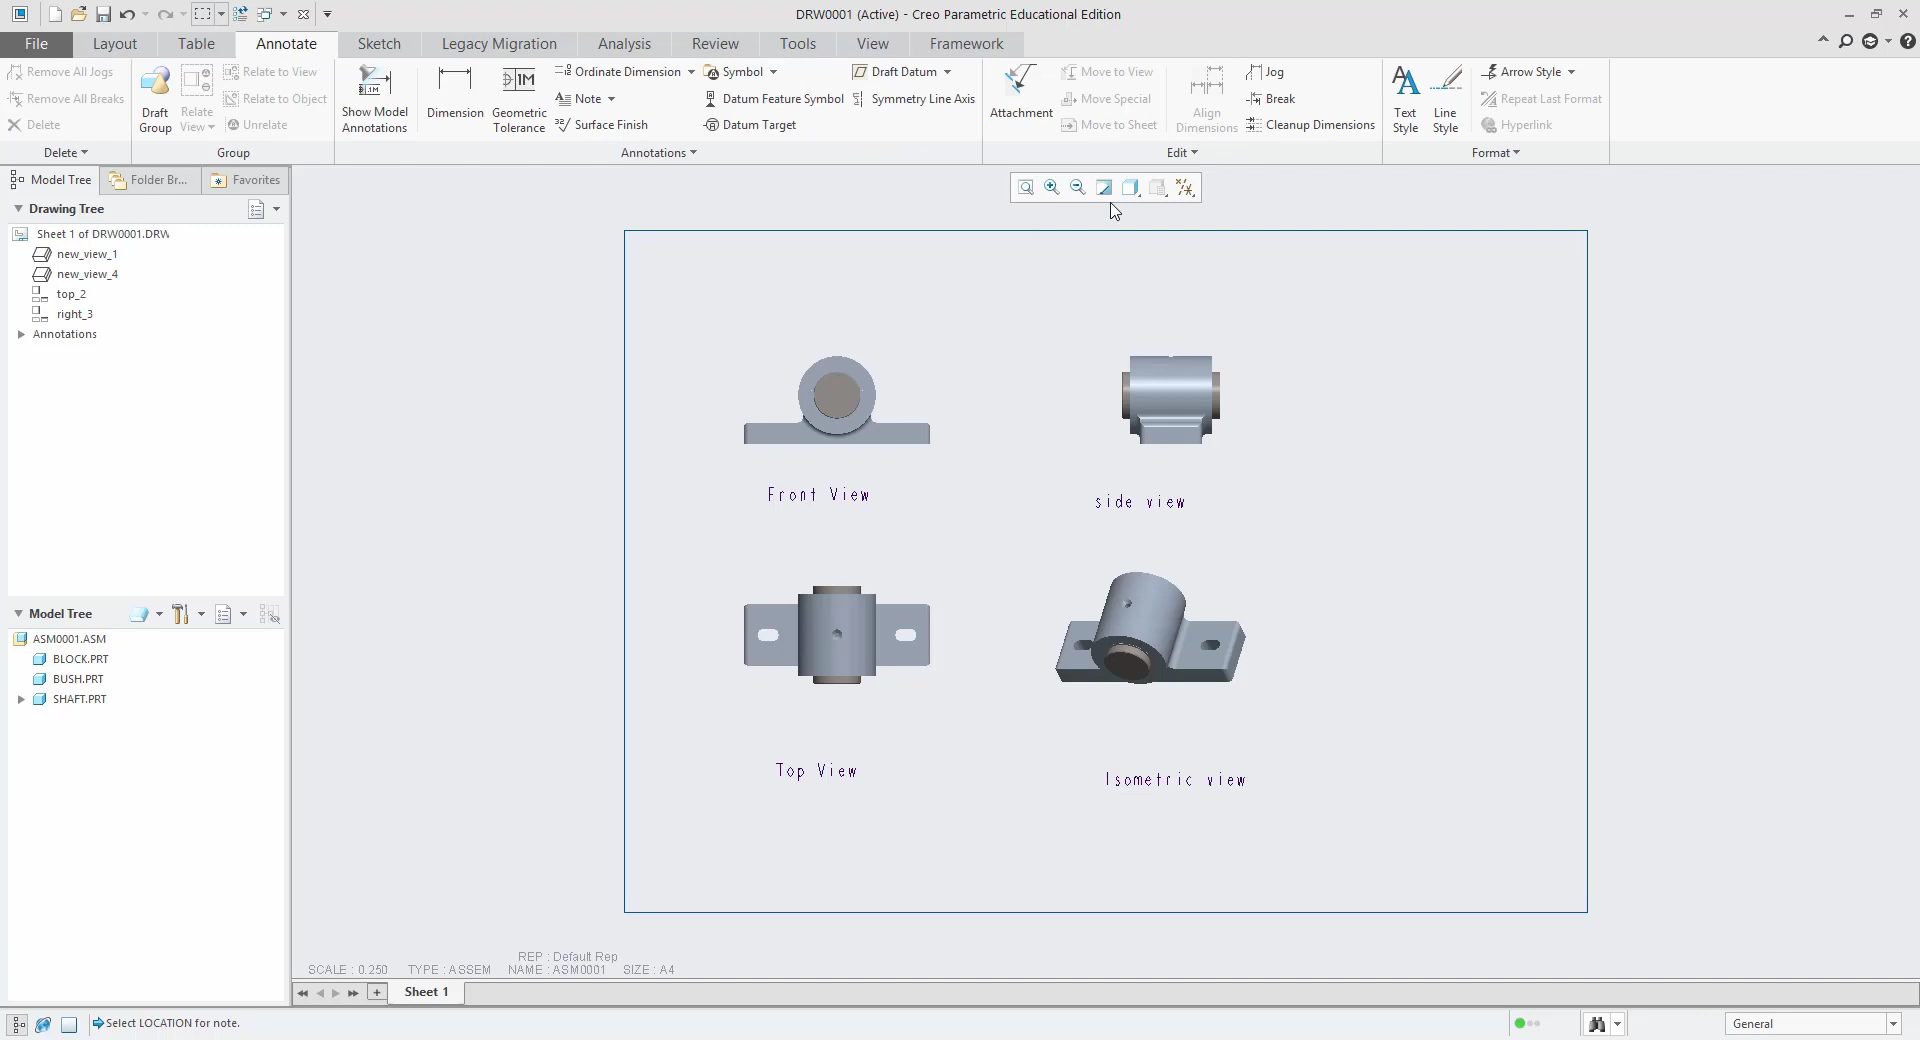 DRW0001 (Active) - Creo Parametric Educational Edition
File
Layout
Table
Annotate
Sketch
Legacy Migration
Analysis
Review
Tools
View
Framework
Remove All Jogs
Remove All Breaks
Delete
Delete
Draft
Group
Relate
View
Relate to View
Relate to Object
Unrelate
Group
Show Model
Annotations
Dimension
Geometric
Tolerance
Ordinate Dimension
Note
Surface Finish
Symbol
Datum Feature Symbol
Datum Target
Draft Datum
Symmetry Line Axis
Annotations
Attachment
Move to View
Move Special
Move to Sheet
Align
Dimensions
Jog
Break
Cleanup Dimensions
Edit
Text
Style
Line
Style
Arrow Style
Repeat Last Format
Hyperlink
Format
Model Tree
Folder Br...
Favorites
Drawing Tree
Sheet 1 of DRW0001.DRW
new_view_1
new_view_4
top_2
right_3
Annotations
Model Tree
ASM0001.ASM
BLOCK.PRT
BUSH.PRT
SHAFT.PRT
Front View
side view
Top View
Isometric view
REP : Default Rep
SCALE : 0.250 TYPE : ASSEM NAME : ASM0001 SIZE : A4
Sheet 1
Select LOCATION for note.
General